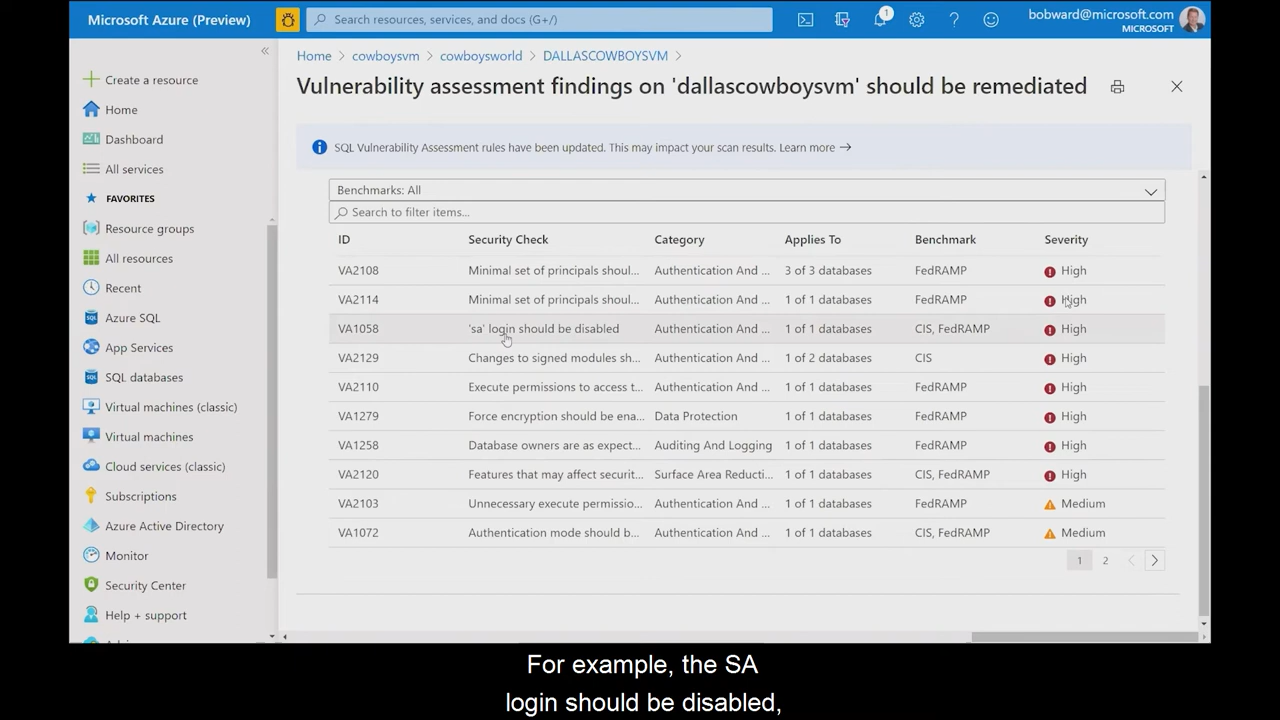 Microsoft Azure (Preview)
Search resources, services, and docs (G+/)
1
bobward@microsoft.com
MICROSOFT
Create a resource
Home
Dashboard
All services
FAVORITES
Resource groups
All resources
Recent
Azure SQL
App Services
SQL databases
Virtual machines (classic)
Virtual machines
Cloud services (classic)
Subscriptions
Azure Active Directory
Monitor
Security Center
Help + support
Home > cowboysvm > cowboysworld > DALLASCOWBOYSVM >
Vulnerability assessment findings on 'dallascowboysvm' should be remediated
SQL Vulnerability Assessment rules have been updated. This may impact your scan results. Learn more →
Benchmarks: All
Search to filter items...
ID Security Check Category Applies To Benchmark Severity
VA2108 Minimal set of principals shoul... Authentication And ... 3 of 3 databases FedRAMP High
VA2114 Minimal set of principals shoul... Authentication And ... 1 of 1 databases FedRAMP High
VA1058 'sa' login should be disabled Authentication And ... 1 of 1 databases CIS, FedRAMP High
VA2129 Changes to signed modules sh... Authentication And ... 1 of 2 databases CIS High
VA2110 Execute permissions to access t... Authentication And ... 1 of 1 databases FedRAMP High
VA1279 Force encryption should be ena... Data Protection 1 of 1 databases FedRAMP High
VA1258 Database owners are as expect... Auditing And Logging 1 of 1 databases FedRAMP High
VA2120 Features that may affect securit... Surface Area Reducti... 1 of 1 databases CIS, FedRAMP High
VA2103 Unnecessary execute permissio... Authentication And ... 1 of 1 databases FedRAMP Medium
VA1072 Authentication mode should b... Authentication And ... 1 of 1 databases CIS, FedRAMP Medium
1 2 < >
For example, the SA
login should be disabled,